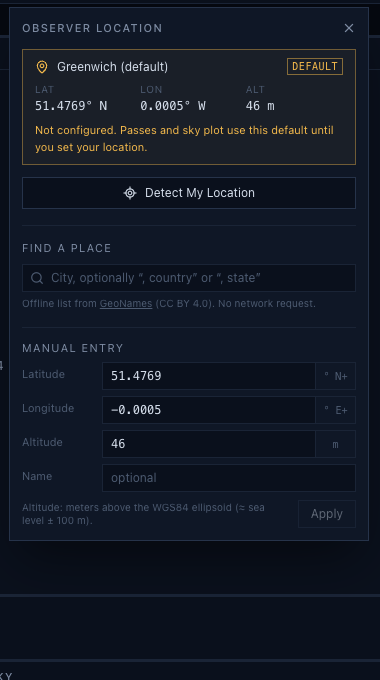 OBSERVER LOCATION
Greenwich (default)
DEFAULT
LAT LON ALT
51.4769° N 0.0005° W 46 m
Not configured. Passes and sky plot use this default until
you set your location.
Detect My Location
FIND A PLACE
City, optionally “, country” or “, state”
Offline list from GeoNames (CC BY 4.0). No network request.
MANUAL ENTRY
Latitude 51.4769 ° N+
Longitude −0.0005 ° E+
Altitude 46 m
Name optional
Altitude: meters above the WGS84 ellipsoid (≈ sea
level ± 100 m).
Apply